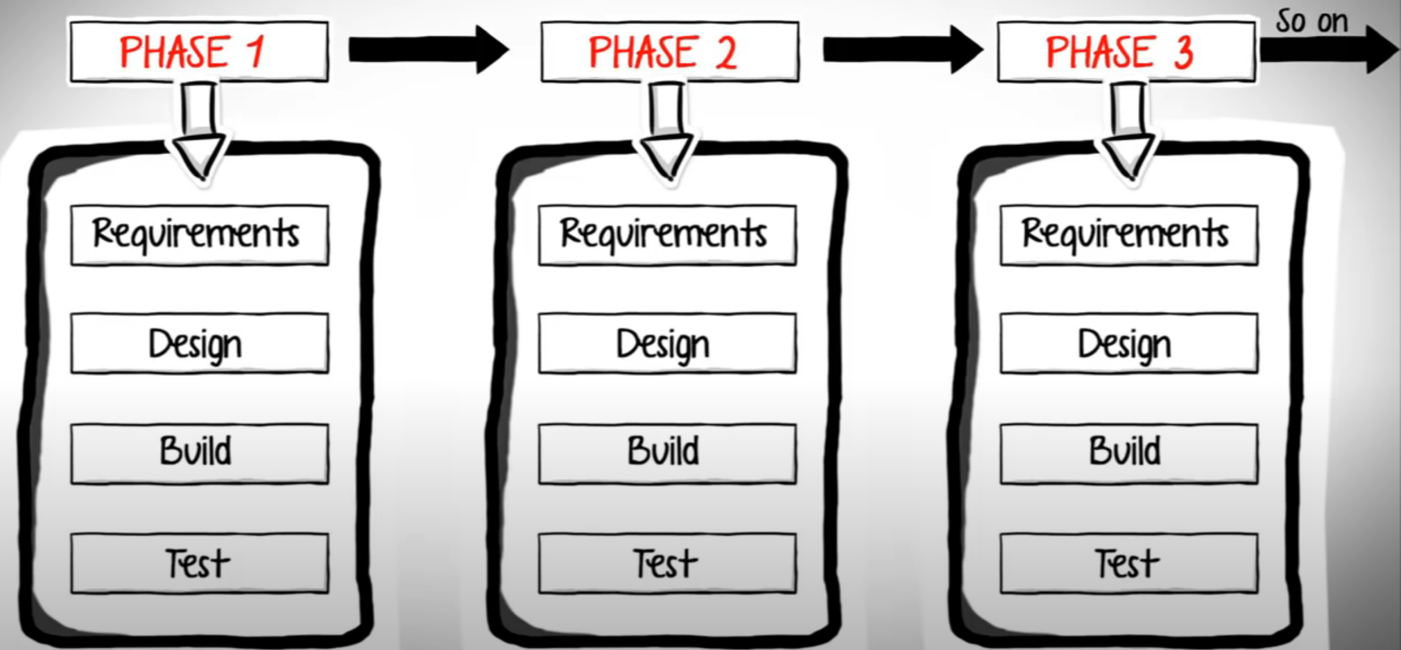 PHASE 1
PHASE 2
PHASE 3
So on
Requirements
Design
Build
Test
Requirements
Design
Build
Test
Requirements
Design
Build
Test